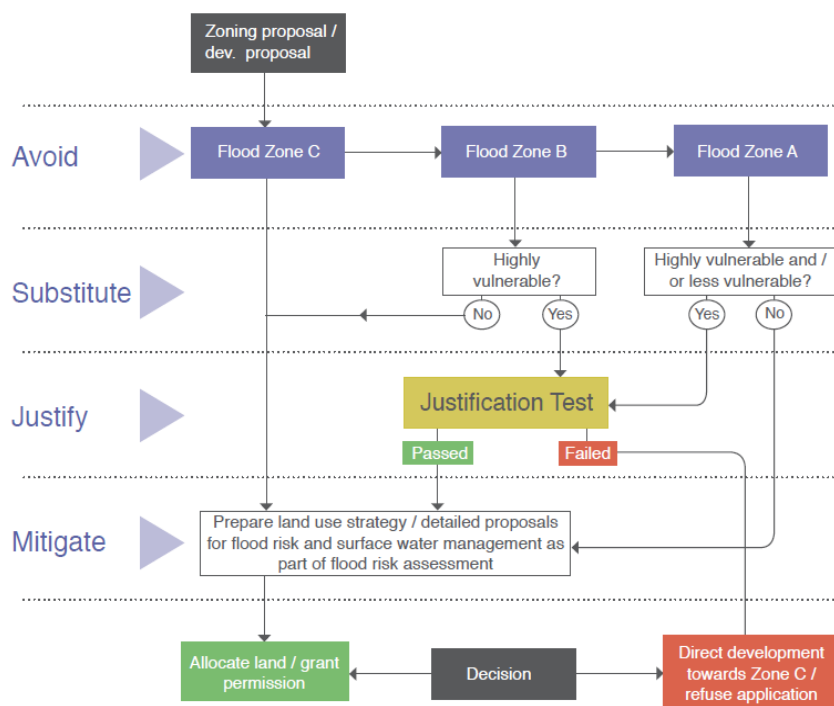 Zoning proposal /
dev. proposal
Avoid
Flood Zone C
Flood Zone B
Flood Zone A
Substitute
Highly
vulnerable?
No
Yes
Highly vulnerable and /
or less vulnerable?
Yes
No
Justify
Justification Test
Passed
Failed
Mitigate
Prepare land use strategy / detailed proposals
for flood risk and surface water management as
part of flood risk assessment
Allocate land / grant
permission
Decision
Direct development
towards Zone C /
refuse application